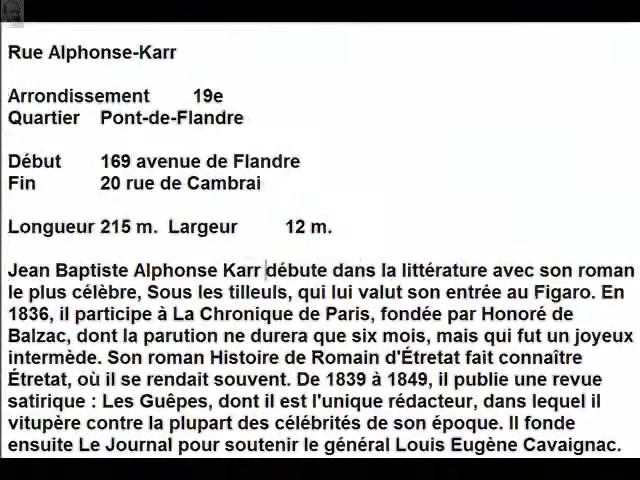 Rue Alphonse-Karr
Arrondissement 19e
Quartier Pont-de-Flandre
Début 169 avenue de Flandre
Fin 20 rue de Cambrai
Longueur 215 m. Largeur 12 m.
Jean Baptiste Alphonse Karr débute dans la littérature avec son roman
le plus célèbre, Sous les tilleuls, qui lui valut son entrée au Figaro. En
1836, il participe à La Chronique de Paris, fondée par Honoré de
Balzac, dont la parution ne durera que six mois, mais qui fut un joyeux
intermède. Son roman Histoire de Romain d'Étretat fait connaître
Étretat, où il se rendait souvent. De 1839 à 1849, il publie une revue
satirique : Les Guêpes, dont il est l'unique rédacteur, dans lequel il
vitupère contre la plupart des célébrités de son époque. Il fonde
ensuite Le Journal pour soutenir le général Louis Eugène Cavaignac.